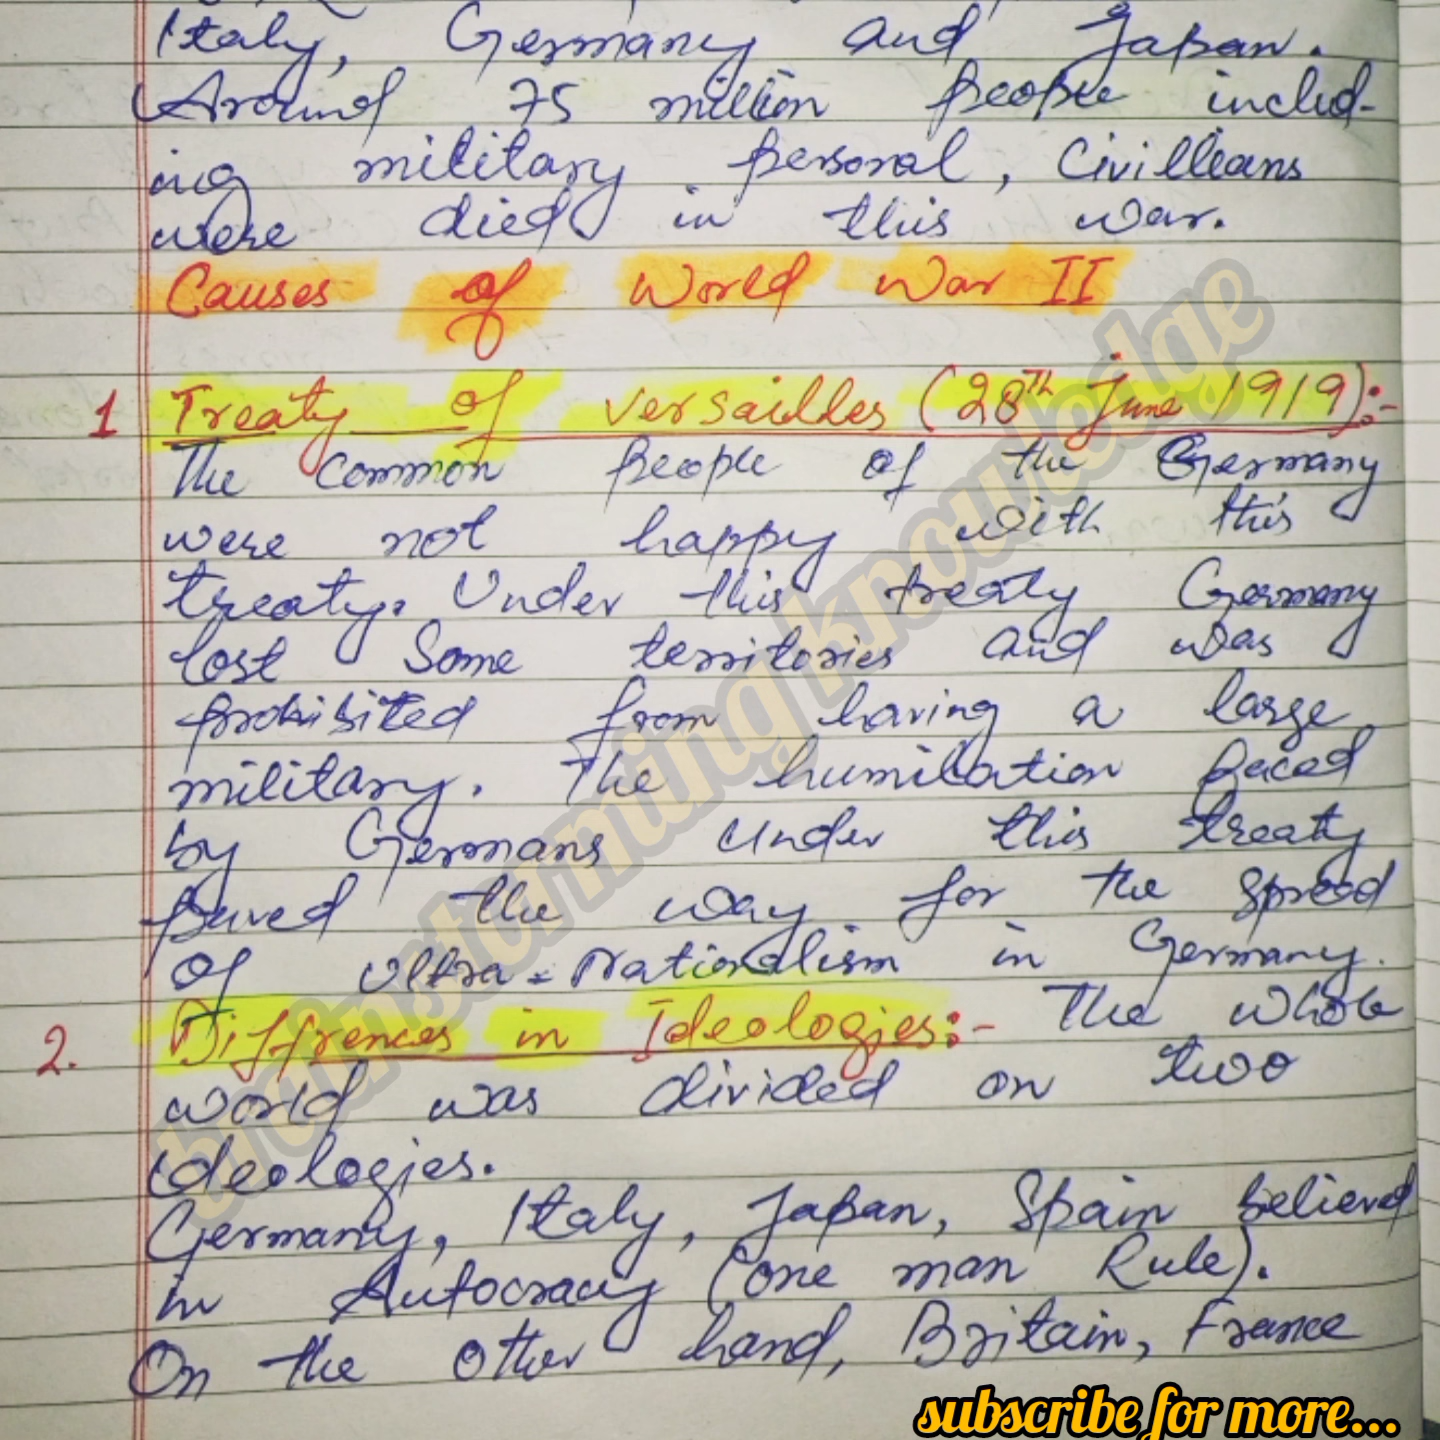 Italy, Germany and Japan.
Around 75 million people includ-
ing military personal, Civillians
were died in this war.
Causes of World War II
1 Treaty of Versailles (28th June 1919):-
The common people of the Germany
were not happy with this
treaty. Under this treaty Germany
lost some territories and was
prohibited from having a large
military. The humilation faced
by Germans under this treaty
paved the way for the spread
of ultra-nationalism in Germany.
2. Diffrences in Ideologies:- The whole
world was divided on two
ideologies.
Germany, Italy, Japan, Spain believed
in Autocracy (one man Rule).
On the other hand, Britain, France
brainstorming knowledge
subscribe for more...